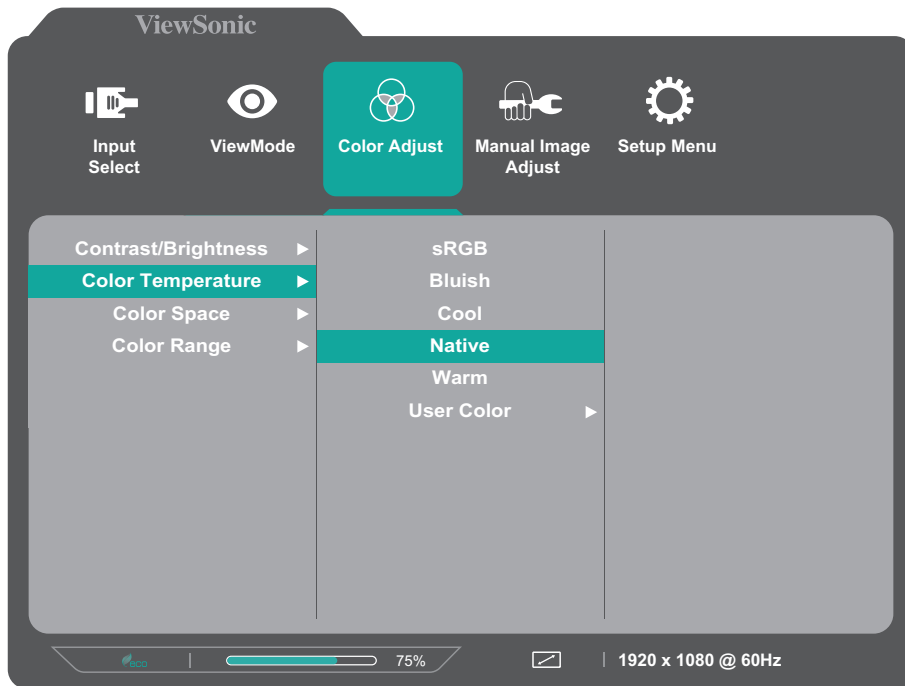 ViewSonic
Input
Select
ViewMode
Color Adjust
Manual Image
Adjust
Setup Menu
Contrast/Brightness
Color Temperature
Color Space
Color Range
sRGB
Bluish
Cool
Native
Warm
User Color
eco
75%
1920 x 1080 @ 60Hz